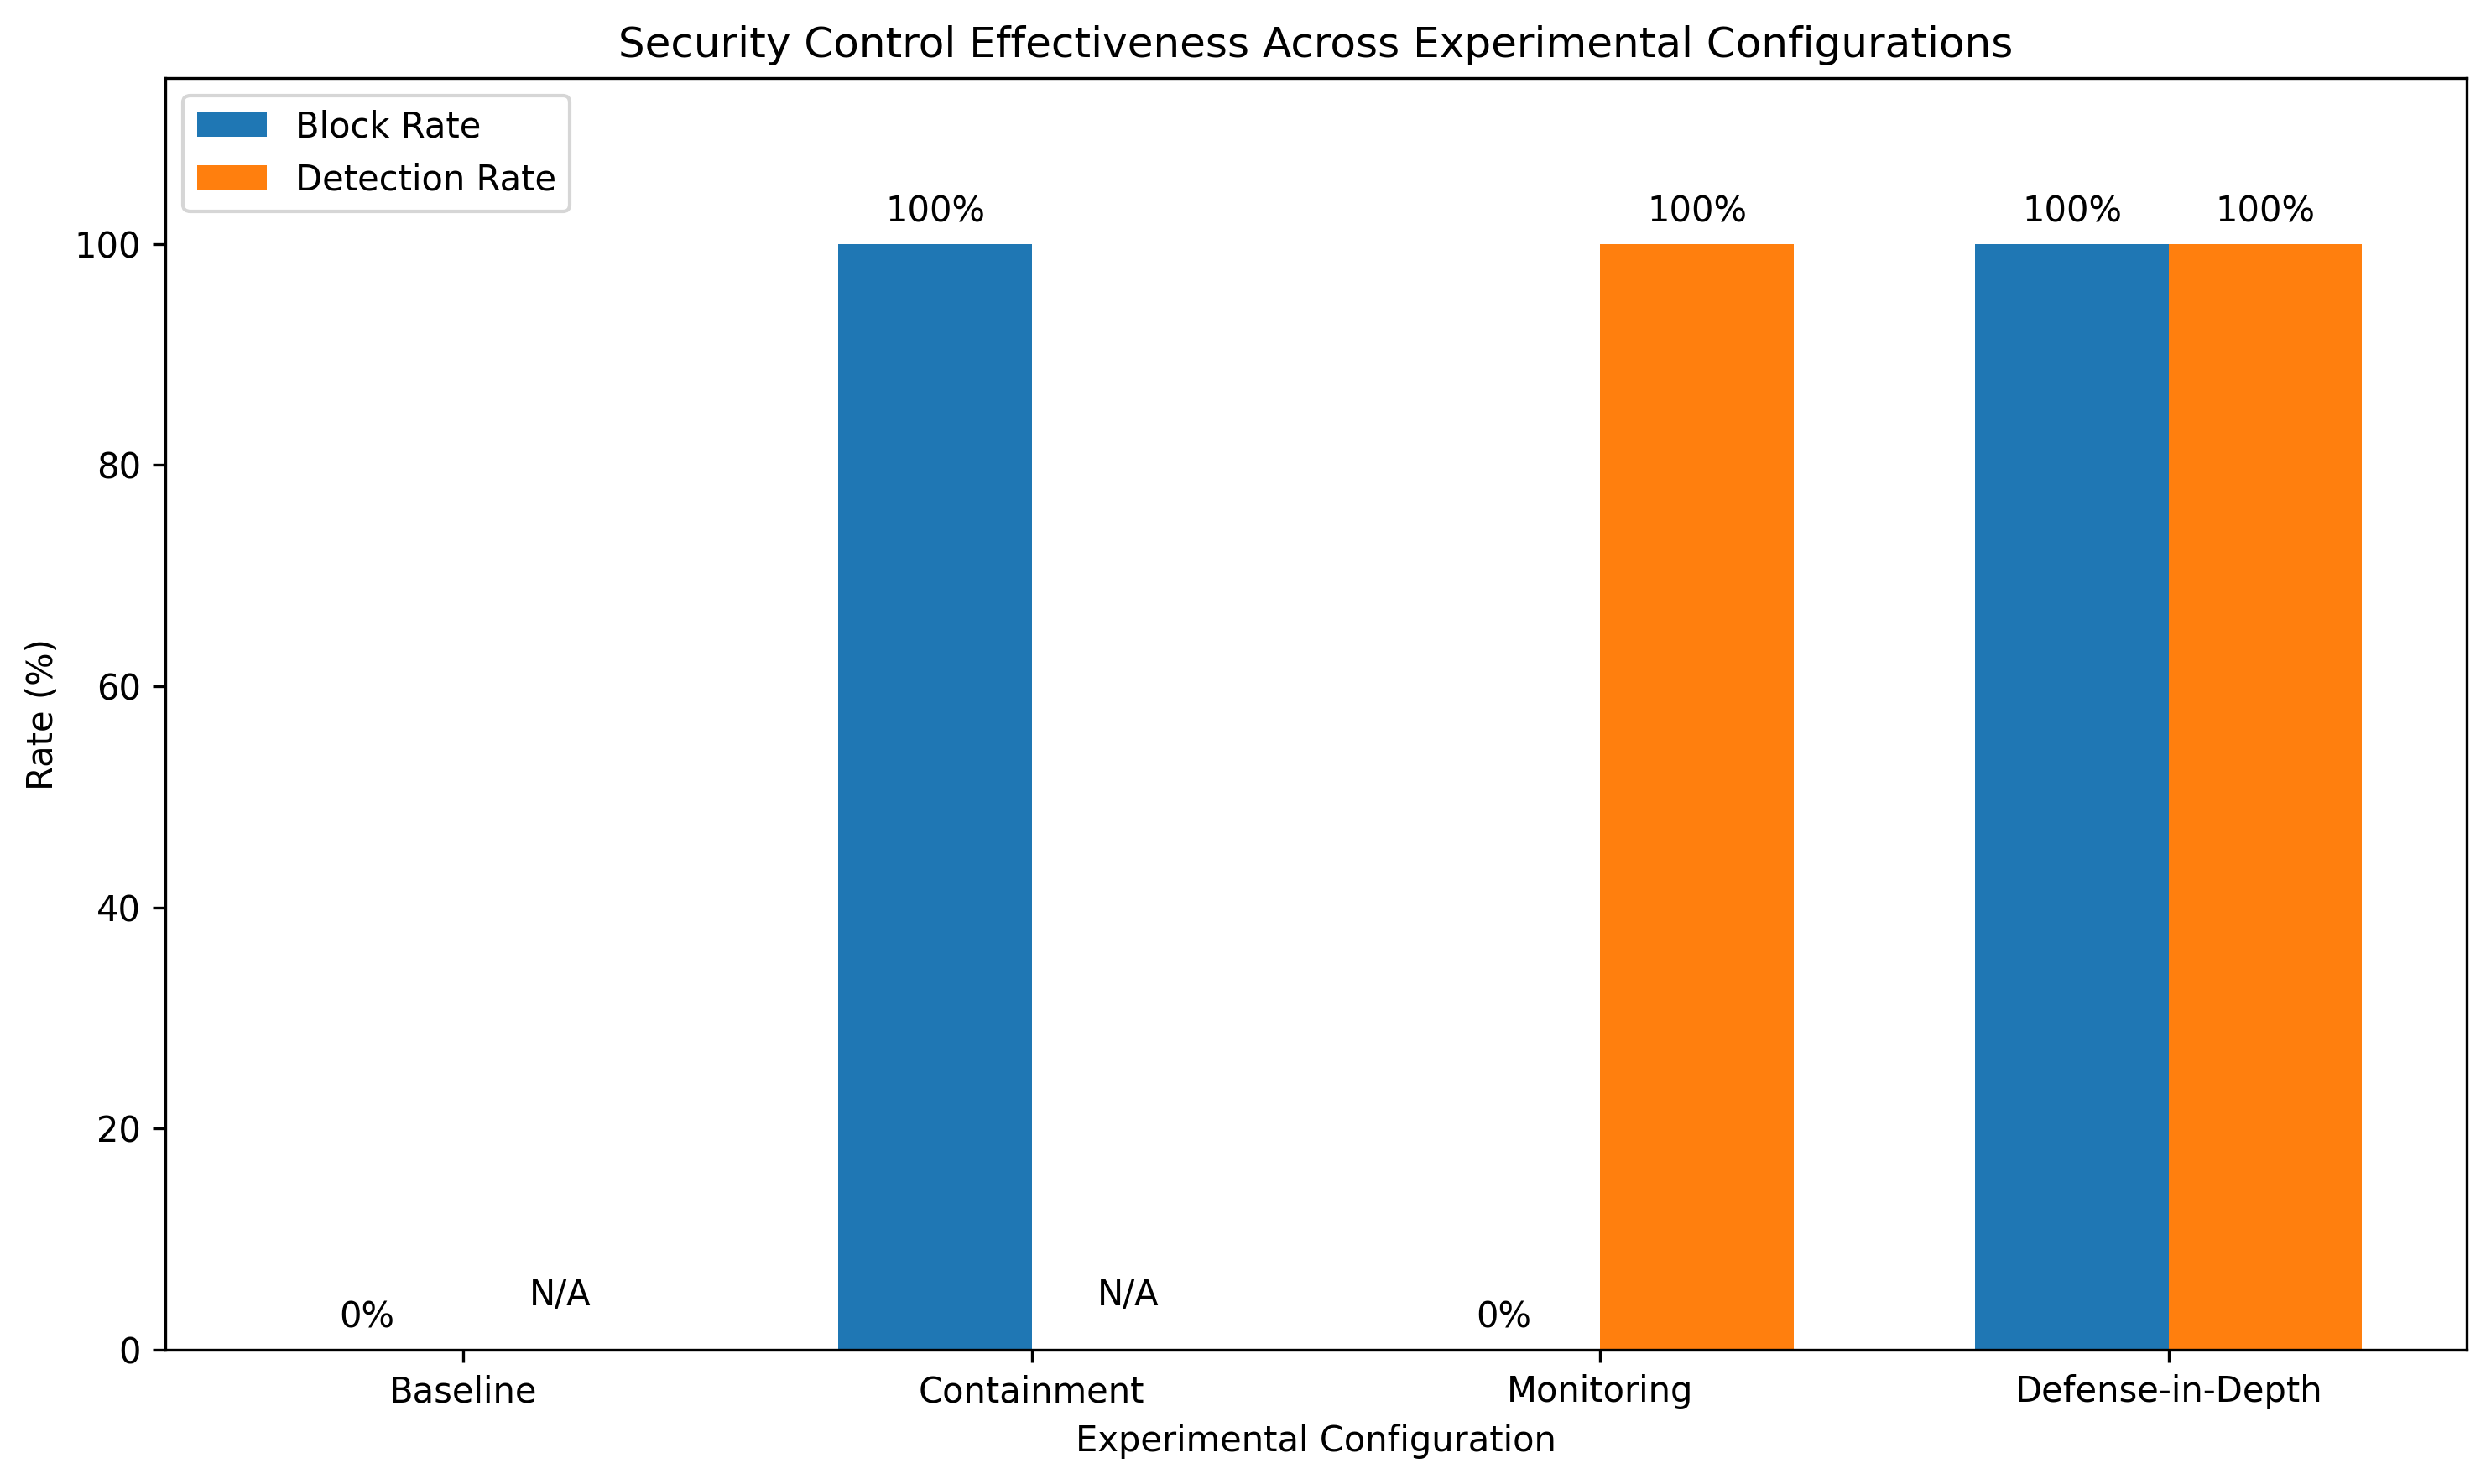 Security Control Effectiveness Across Experimental Configurations
Block Rate
Detection Rate
Rate (%)
100
80
60
40
20
0
0%
N/A
100%
N/A
0%
100%
100%
100%
Baseline
Containment
Monitoring
Defense-in-Depth
Experimental Configuration